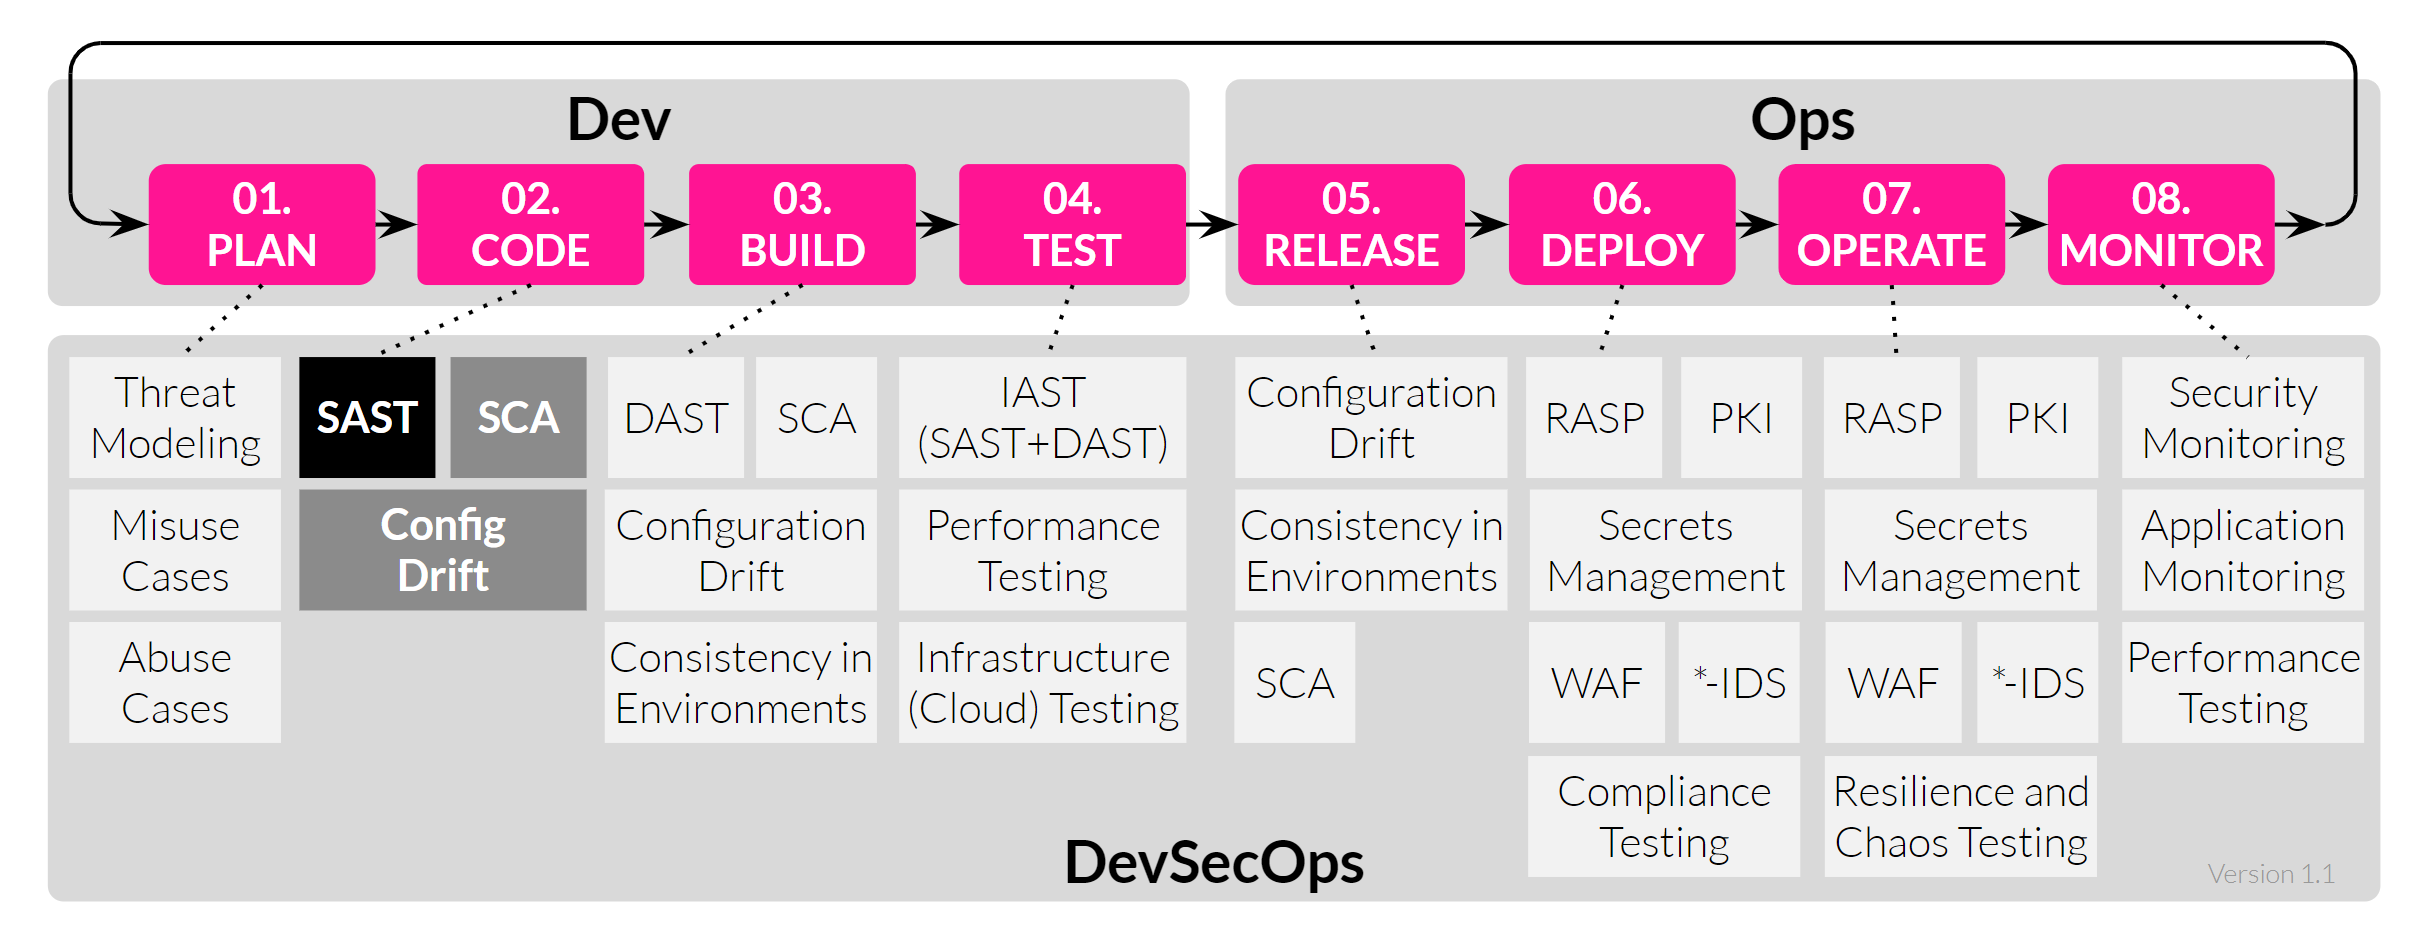 Dev
Ops
01.
PLAN
02.
CODE
03.
BUILD
04.
TEST
05.
RELEASE
06.
DEPLOY
07.
OPERATE
08.
MONITOR
Threat
Modeling
Misuse
Cases
Abuse
Cases
SAST
SCA
Config
Drift
DAST
SCA
Configuration
Drift
Consistency in
Environments
IAST
(SAST+DAST)
Performance
Testing
Infrastructure
(Cloud) Testing
Configuration
Drift
Consistency in
Environments
SCA
RASP
PKI
Secrets
Management
WAF
*-IDS
Compliance
Testing
RASP
PKI
Secrets
Management
WAF
*-IDS
Resilience and
Chaos Testing
Security
Monitoring
Application
Monitoring
Performance
Testing
DevSecOps
Version 1.1